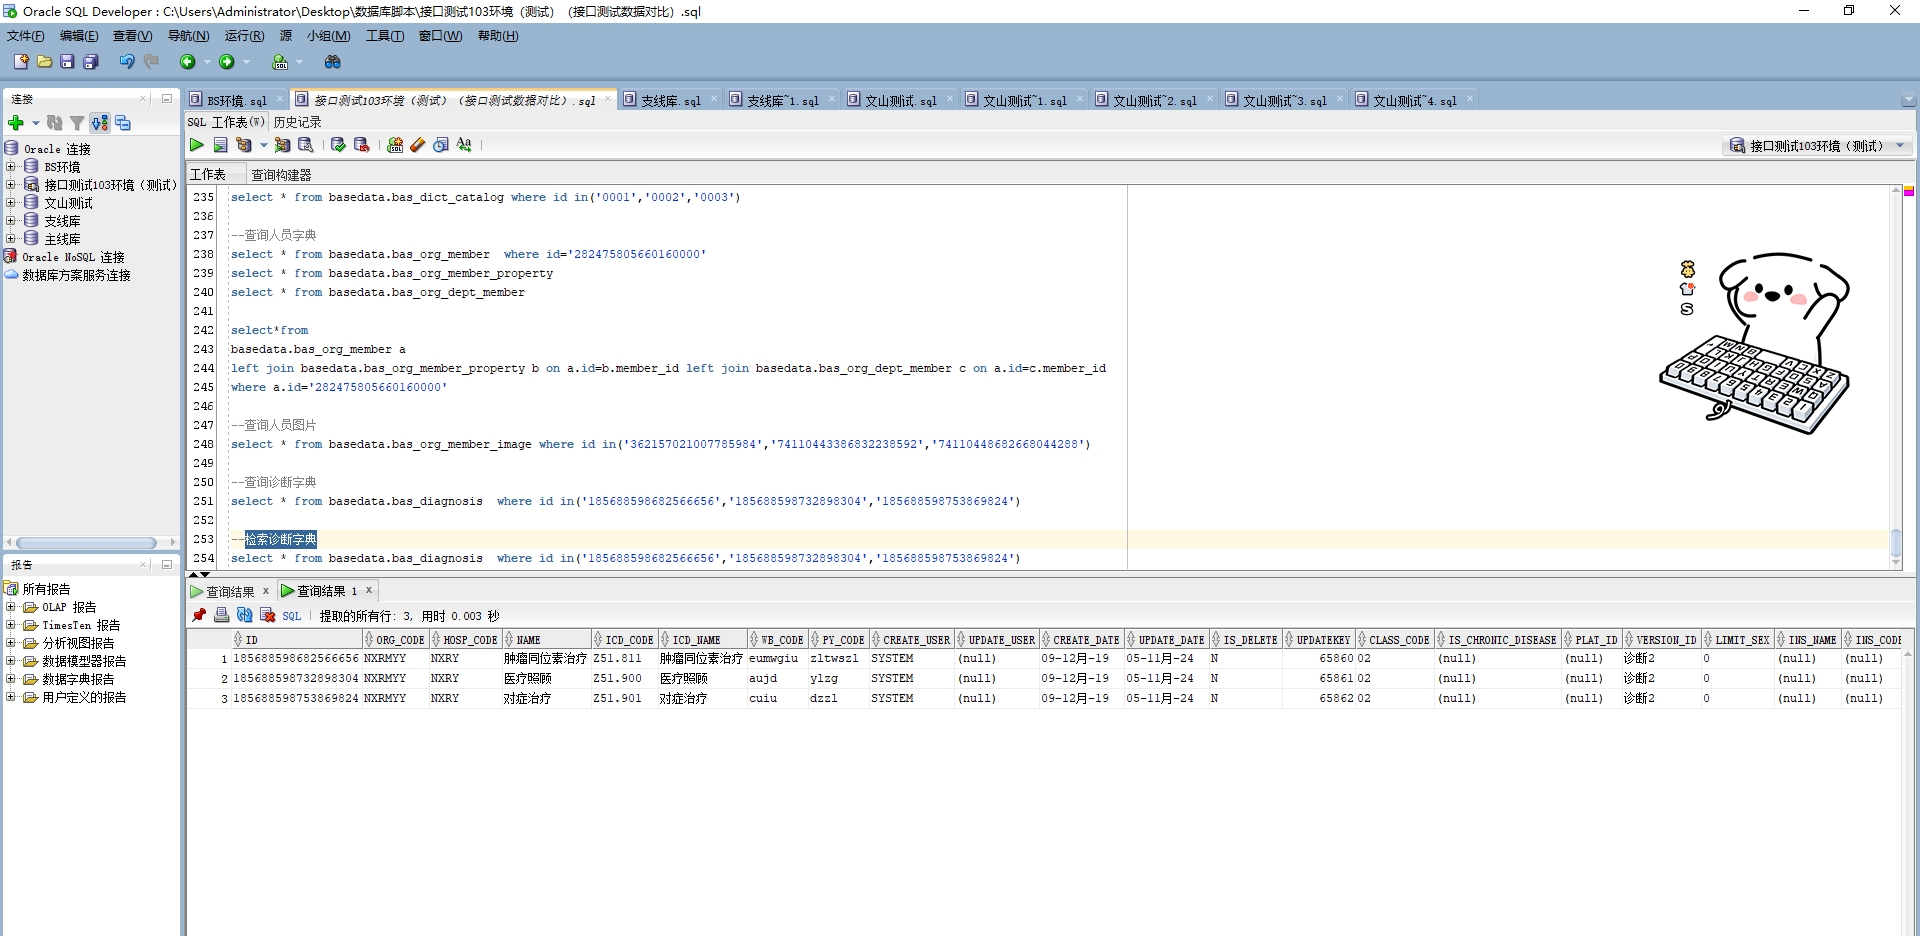 Oracle SQL Developer : C:\Users\Administrator\Desktop\数据库脚本\接口测试103环境（测试）（接口测试数据对比）.sql
文件(F) 编辑(E) 查看(V) 导航(N) 运行(R) 源 小组(M) 工具(T) 窗口(W) 帮助(H)
连接
Oracle 连接
BS环境
接口测试103环境（测试）
文山测试
支线库
主线库
Oracle NoSQL 连接
数据库方案服务连接
报告
所有报告
OLAP 报告
TimesTen 报告
分析视图报告
数据模型器报告
数据字典报告
用户定义的报告
BS环境.sql 接口测试103环境（测试）（接口测试数据对比）.sql 支线库.sql 支线库~1.sql 文山测试.sql 文山测试~1.sql 文山测试~2.sql 文山测试~3.sql 文山测试~4.sql
SQL 工作表(W) 历史记录
接口测试103环境（测试）
工作表 查询构建器
235 select * from basedata.bas_dict_catalog where id in('0001','0002','0003')
236
237 --查询人员字典
238 select * from basedata.bas_org_member  where id='282475805660160000'
239 select * from basedata.bas_org_member_property
240 select * from basedata.bas_org_dept_member
241
242 select*from
243 basedata.bas_org_member a
244 left join basedata.bas_org_member_property b on a.id=b.member_id left join basedata.bas_org_dept_member c on a.id=c.member_id
245 where a.id='282475805660160000'
246
247 --查询人员图片
248 select * from basedata.bas_org_member_image where id in('362157021007785984','74110443386832238592','74110448682668044288')
249
250 --查询诊断字典
251 select * from basedata.bas_diagnosis  where id in('185688598682566656','185688598732898304','185688598753869824')
252
253 --检索诊断字典
254 select * from basedata.bas_diagnosis  where id in('185688598682566656','185688598732898304','185688598753869824')
查询结果 x 查询结果 1 x
SQL | 提取的所有行: 3, 用时 0.003 秒
ID ORG_CODE HOSP_CODE NAME ICD_CODE ICD_NAME WB_CODE PY_CODE CREATE_USER UPDATE_USER CREATE_DATE UPDATE_DATE IS_DELETE UPDATEKEY CLASS_CODE IS_CHRONIC_DISEASE PLAT_ID VERSION_ID LIMIT_SEX INS_NAME INS_CODE
1 185688598682566656 NXRMYY NXRY 肿瘤同位素治疗 Z51.811 肿瘤同位素治疗 eumwgiu zltwszl SYSTEM (null) 09-12月-19 05-11月-24 N 65860 02 (null) (null) 诊断2 0 (null) (null)
2 185688598732898304 NXRMYY NXRY 医疗照顾 Z51.900 医疗照顾 aujd ylzg SYSTEM (null) 09-12月-19 05-11月-24 N 65861 02 (null) (null) 诊断2 0 (null) (null)
3 185688598753869824 NXRMYY NXRY 对症治疗 Z51.901 对症治疗 cuiu dzzl SYSTEM (null) 09-12月-19 05-11月-24 N 65862 02 (null) (null) 诊断2 0 (null) (null)